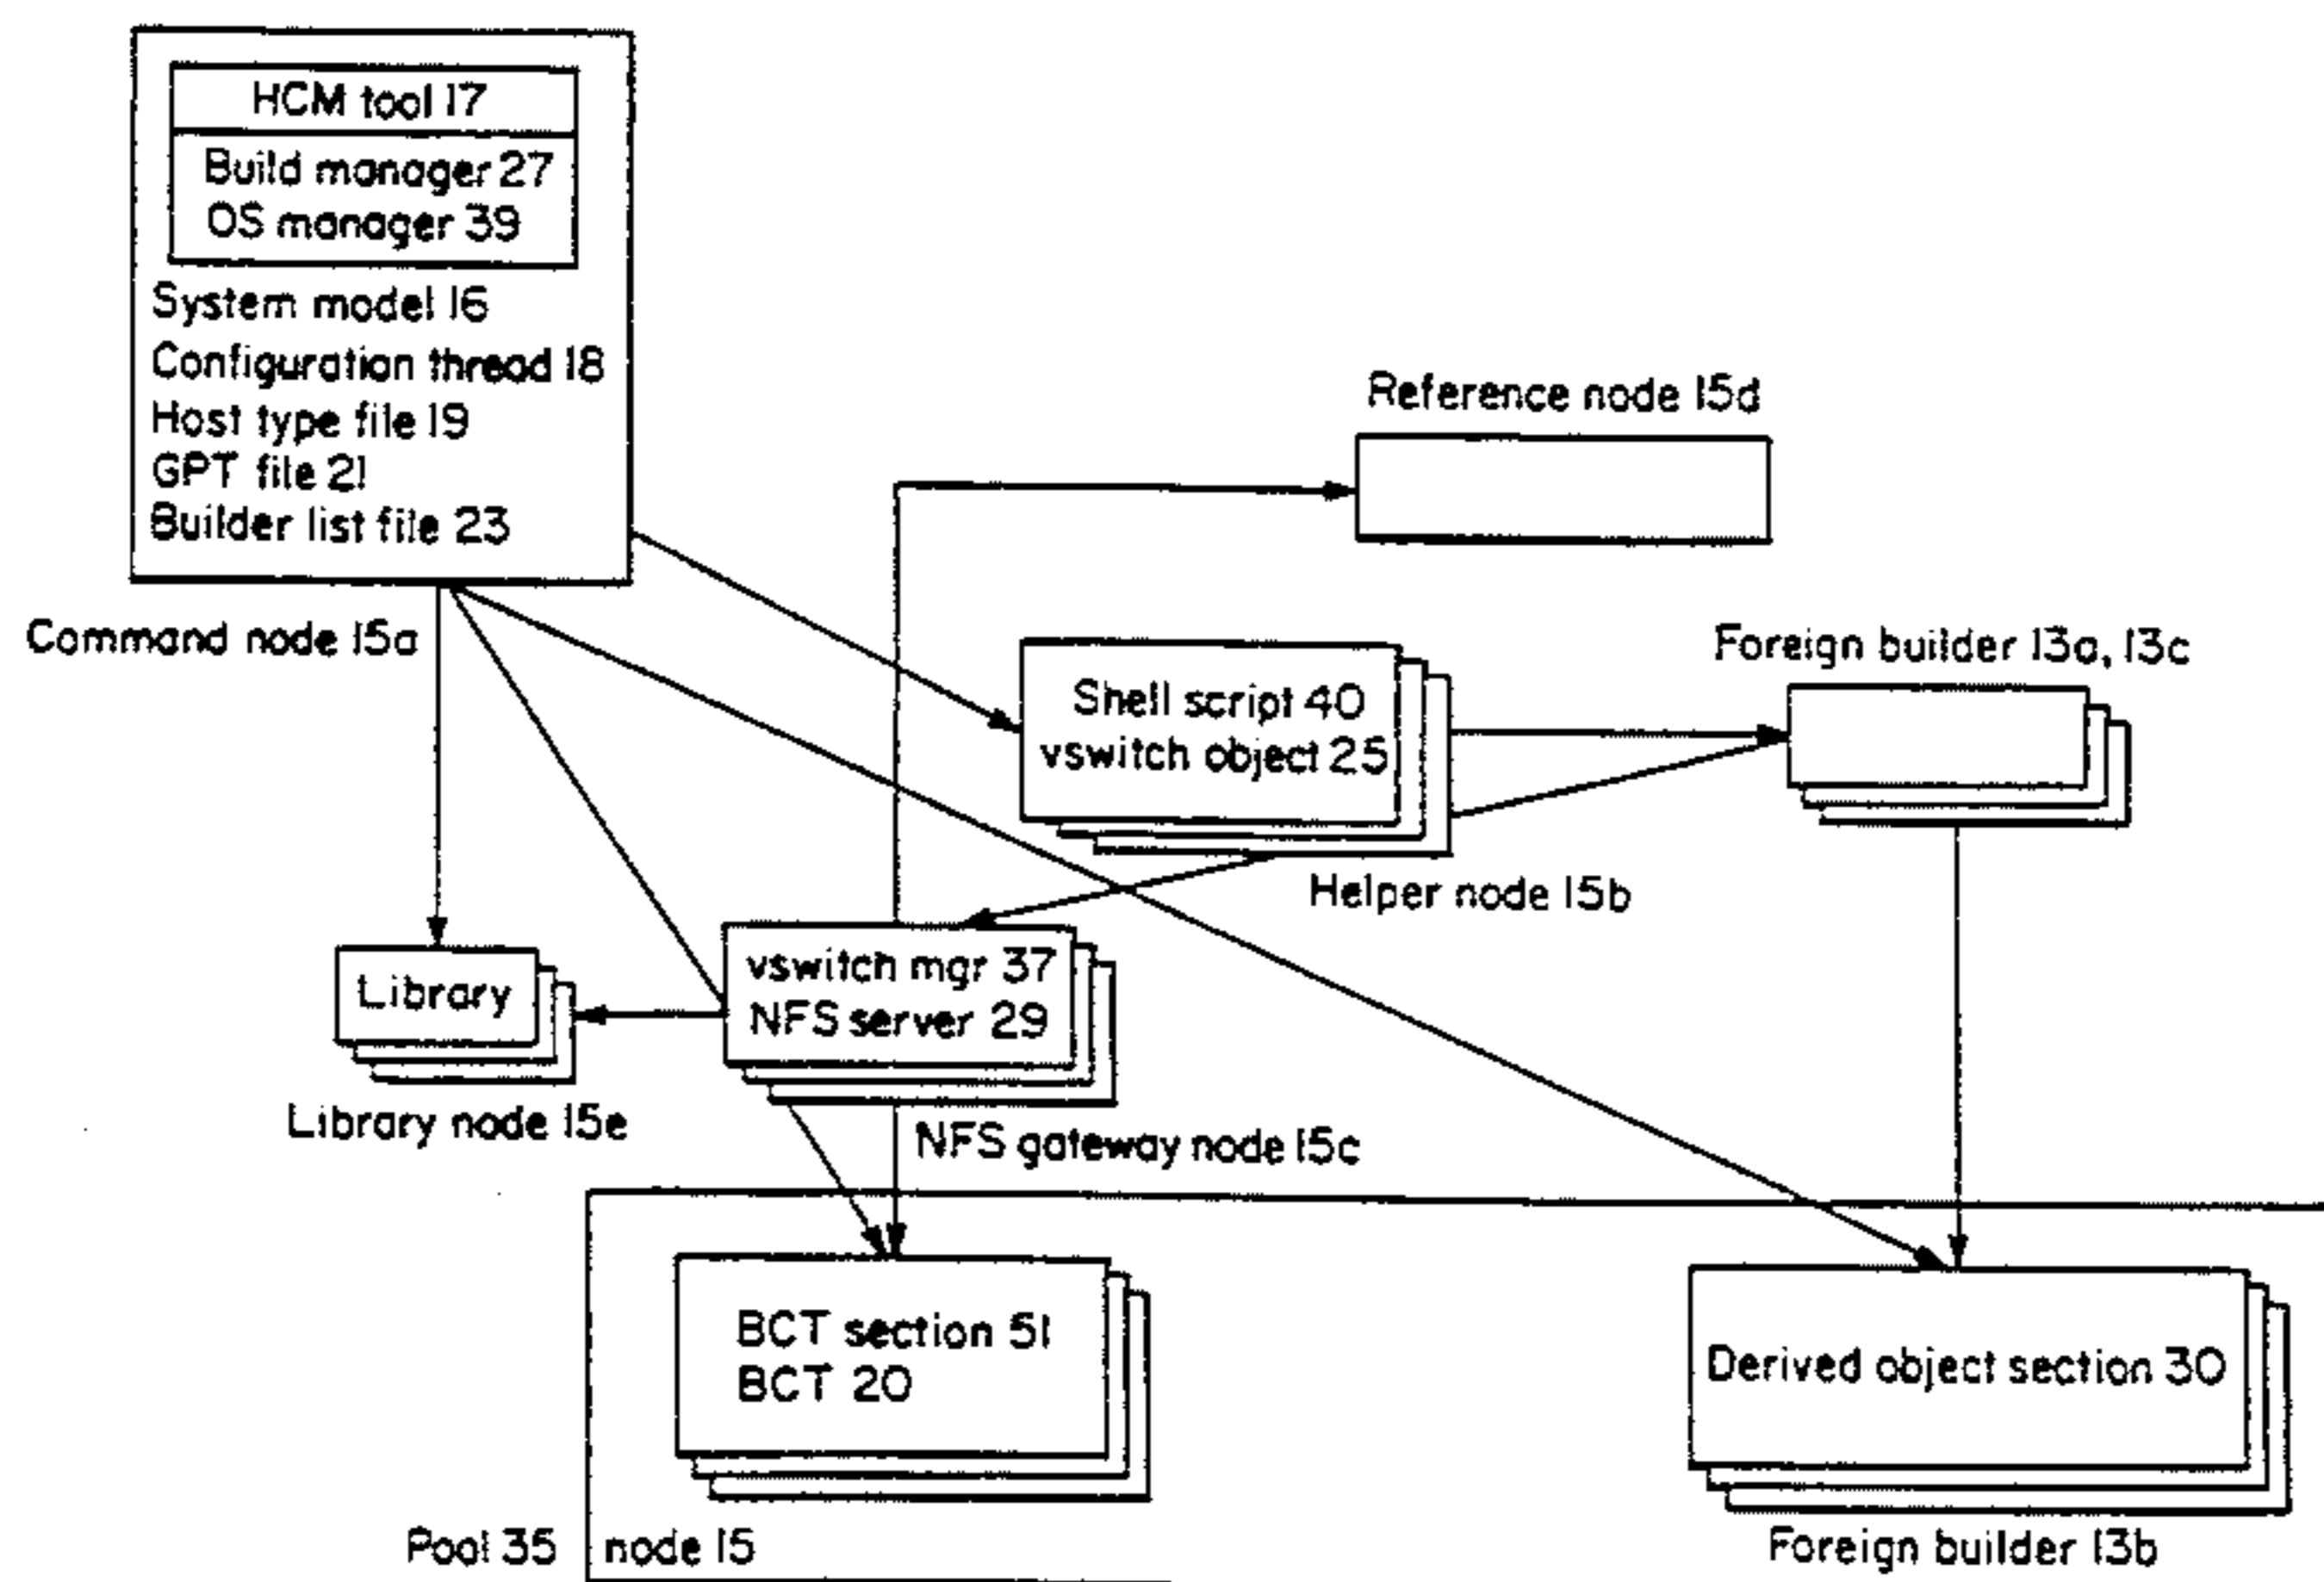 HCM tool 17
Build manager 27
OS manager 39
System model 16
Configuration thread 18
Host type file 19
GPT file 21
Builder list file 23
Command node 15a
Reference node 15d
Shell script 40
vswitch object 25
Helper node 15b
Foreign builder 13a, 13c
Library
Library node 15e
vswitch mgr 37
NFS server 29
NFS gateway node 15c
BCT section 51
BCT 20
Derived object section 30
Pool 35
node 15
Foreign builder 13b